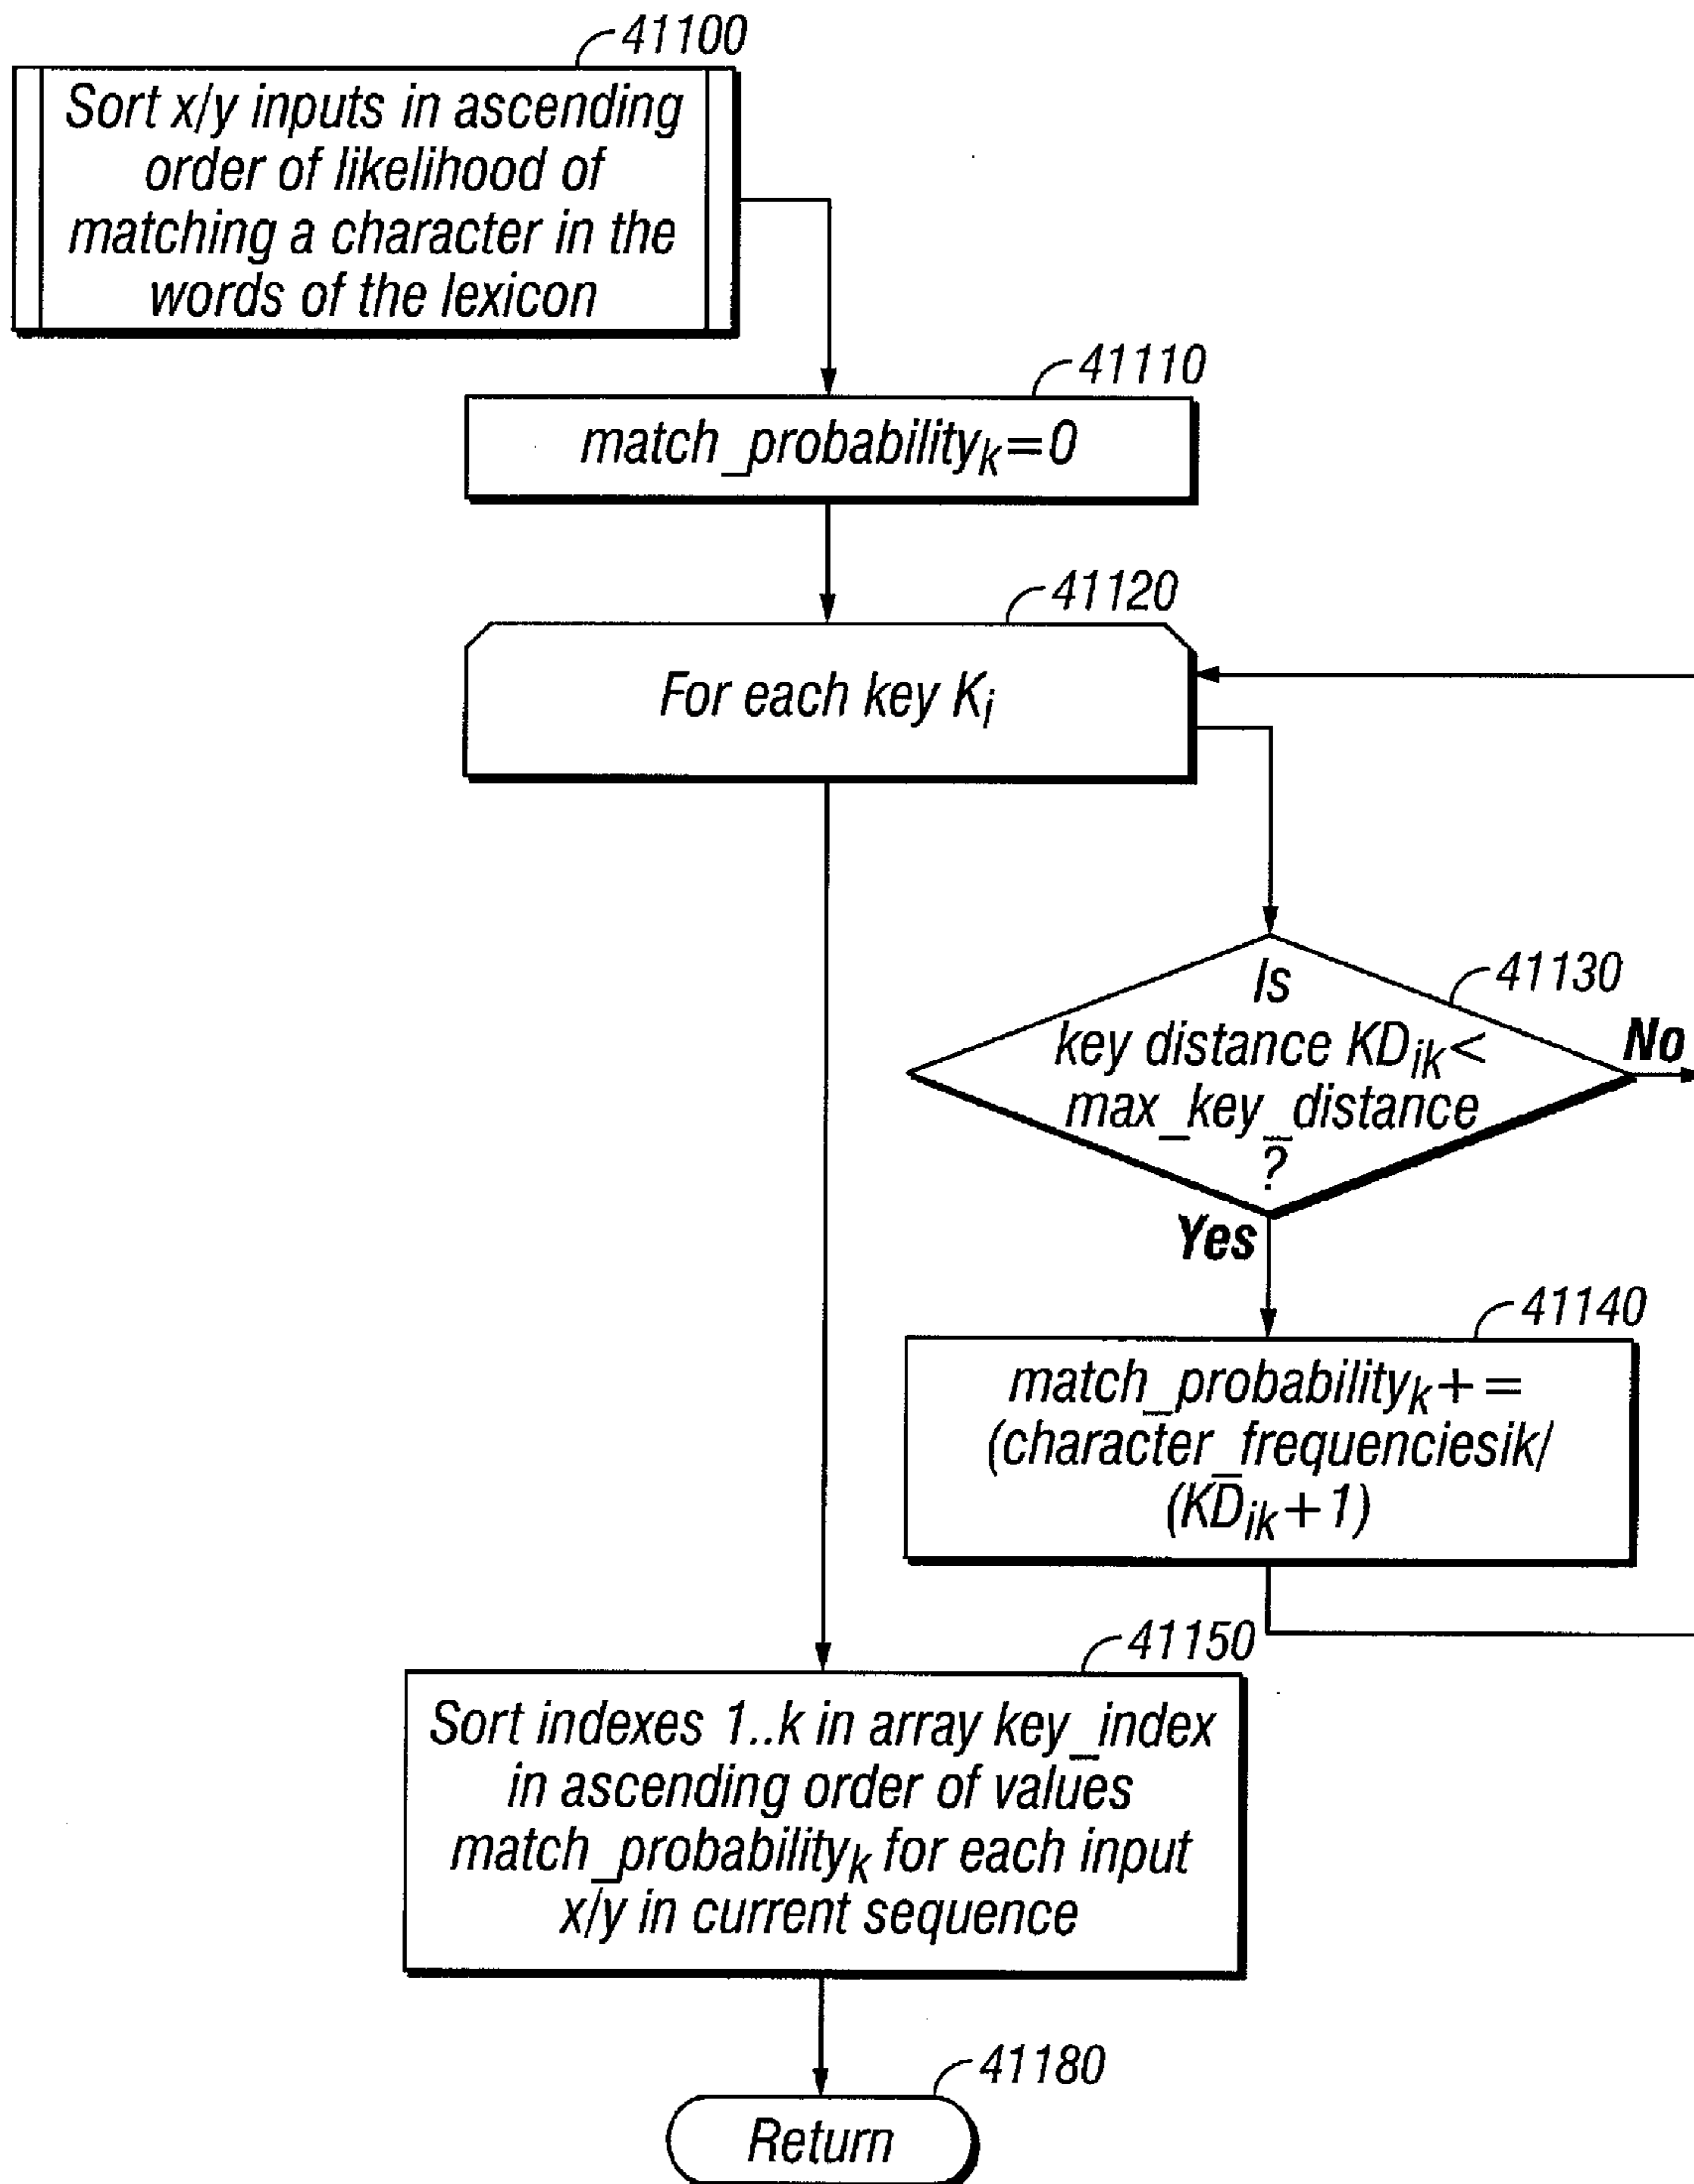 41100
Sort x/y inputs in ascending
order of likelihood of
matching a character in the
words of the lexicon
41110
match_probabilityk=0
41120
For each key Ki
41130
Is
key distance KDik<
max_key_distance
?
No
Yes
41140
match_probabilityk+=
(character_frequenciesik/
(KDik+1)
41150
Sort indexes 1..k in array key_index
in ascending order of values
match_probabilityk for each input
x/y in current sequence
41180
Return